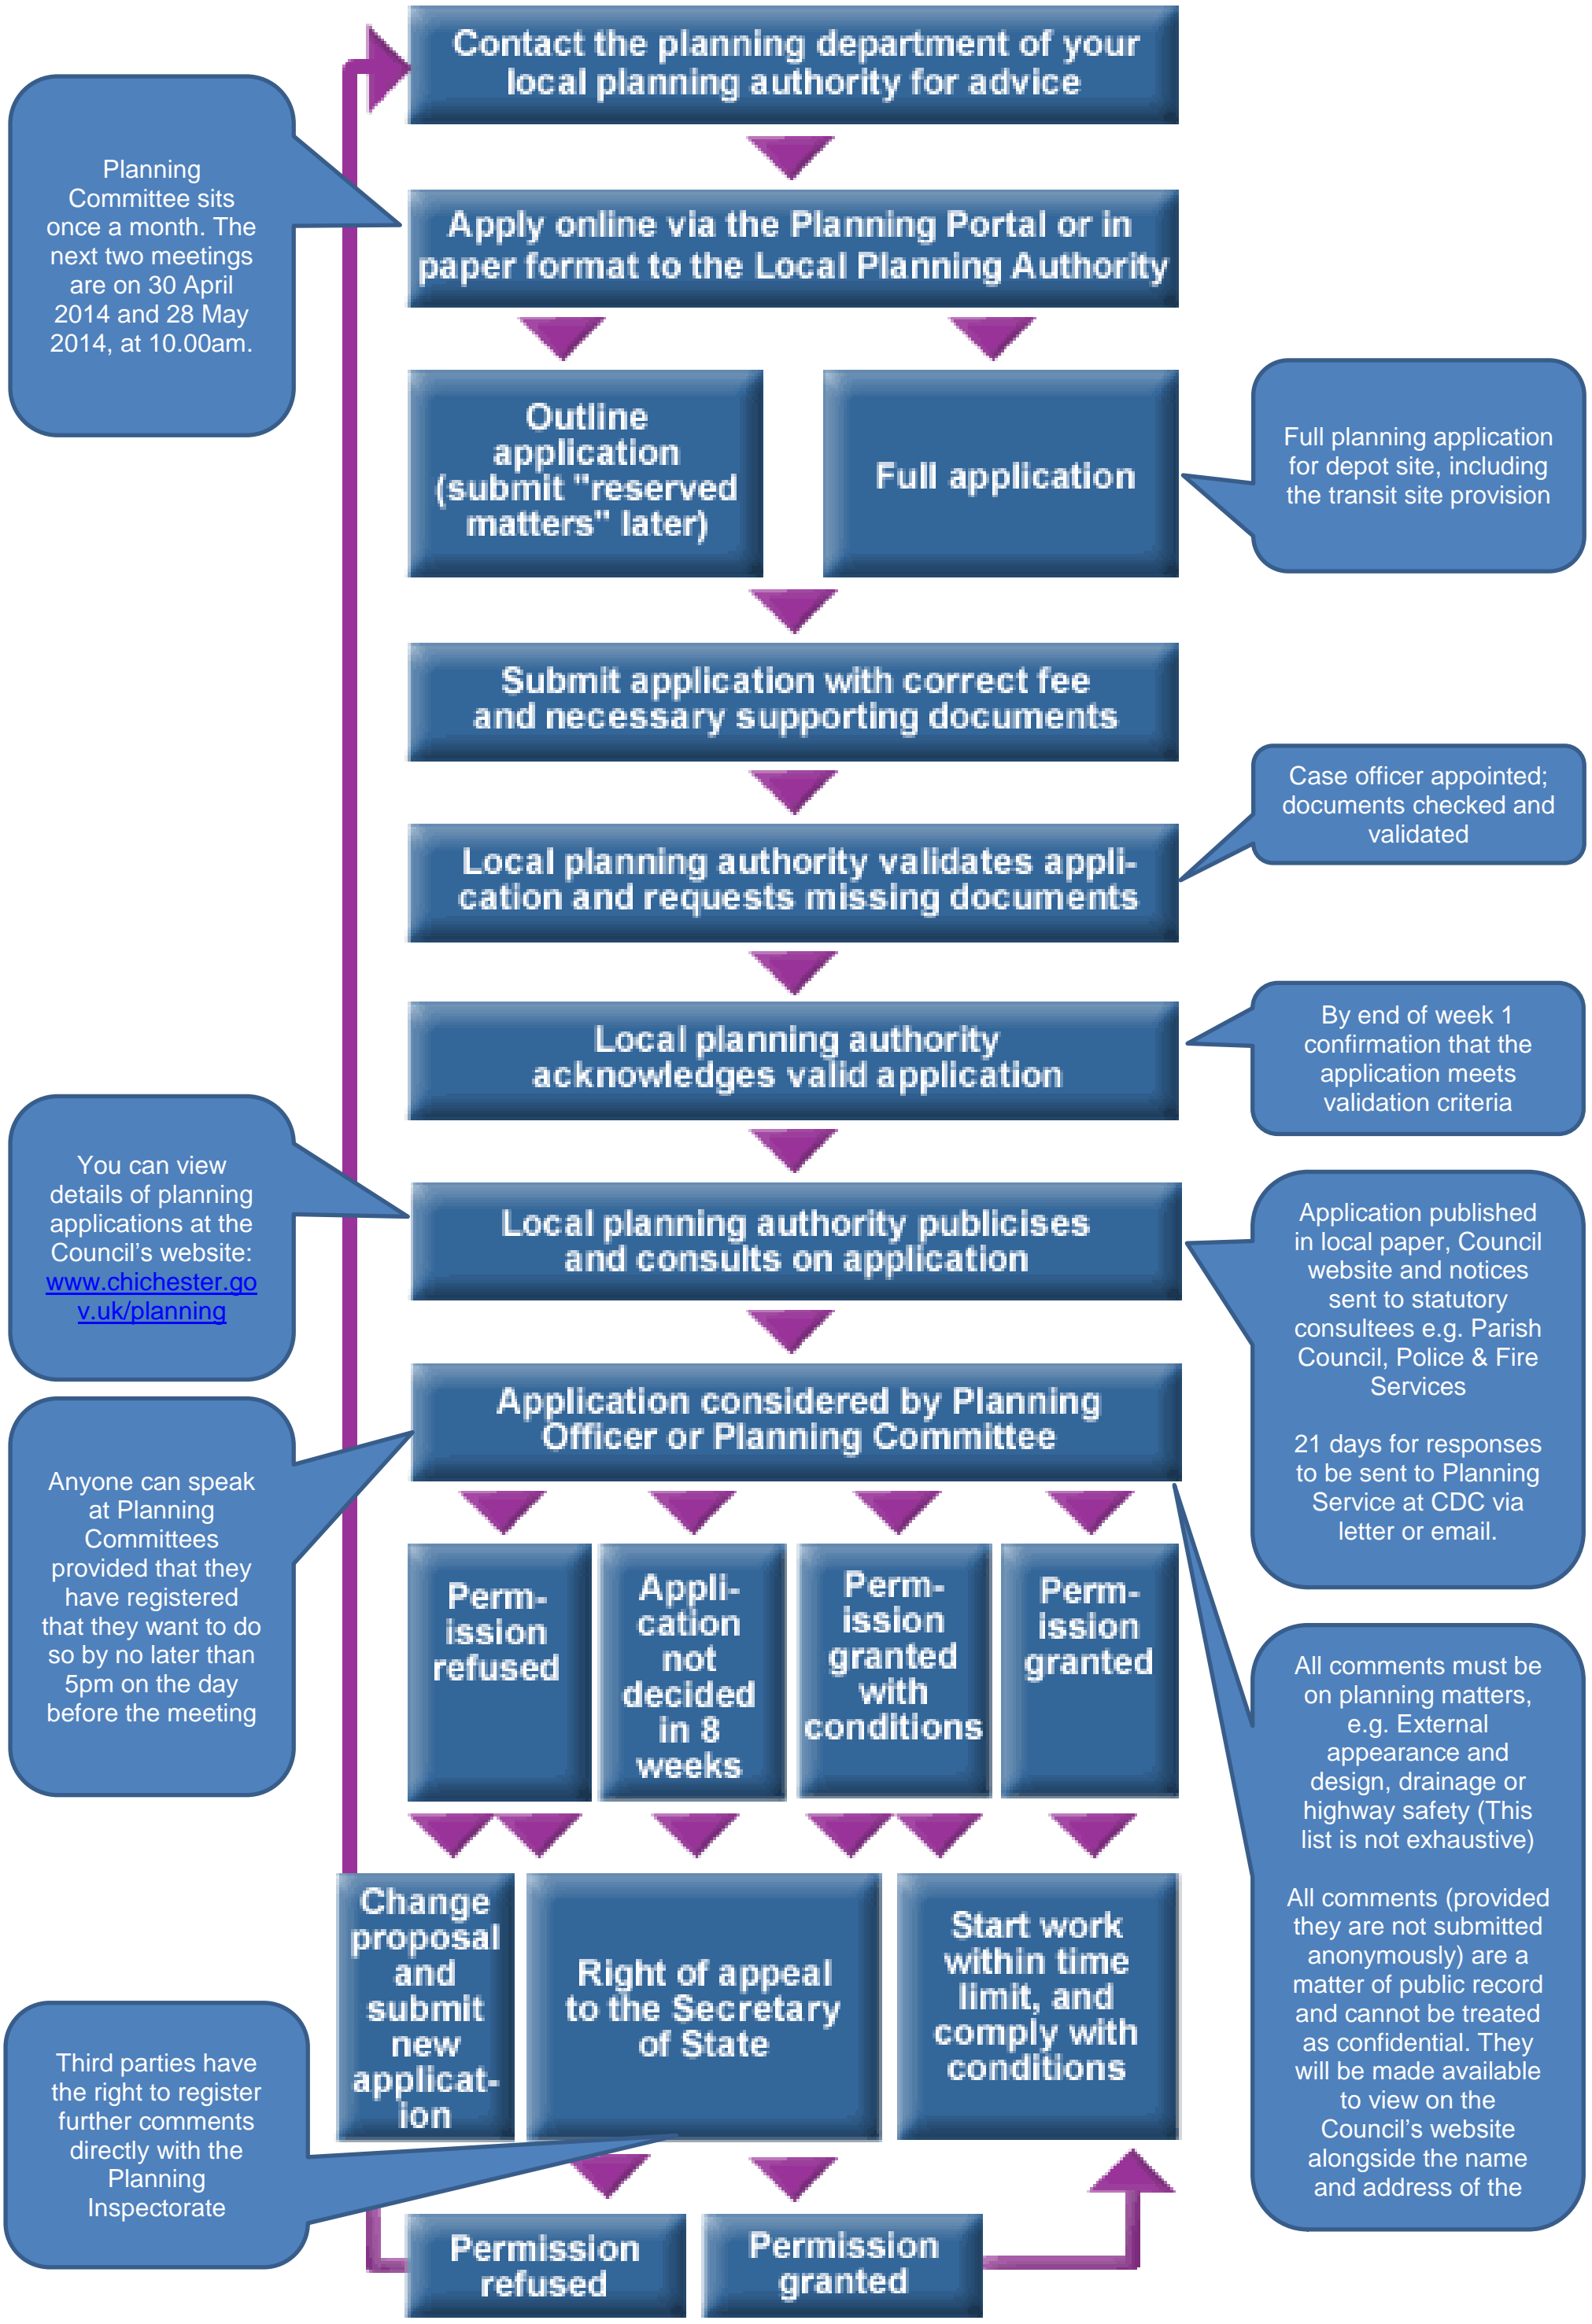 Contact the planning department of your
local planning authority for advice
Planning
Committee sits
once a month. The
next two meetings
are on 30 April
2014 and 28 May
2014, at 10.00am.
Apply online via the Planning Portal or in
paper format to the Local Planning Authority
Outline
application
(submit "reserved
matters" later)
Full application
Full planning application
for depot site, including
the transit site provision
Submit application with correct fee
and necessary supporting documents
Case officer appointed;
documents checked and
validated
Local planning authority validates appli-
cation and requests missing documents
Local planning authority
acknowledges valid application
By end of week 1
confirmation that the
application meets
validation criteria
You can view
details of planning
applications at the
Council's website:
www.chichester.go
v.uk/planning
Local planning authority publicises
and consults on application
Application published
in local paper, Council
website and notices
sent to statutory
consultees e.g. Parish
Council, Police & Fire
Services
21 days for responses
to be sent to Planning
Service at CDC via
letter or email.
Application considered by Planning
Officer or Planning Committee
Anyone can speak
at Planning
Committees
provided that they
have registered
that they want to do
so by no later than
5pm on the day
before the meeting
Perm-
ission
refused
Appli-
cation
not
decided
in 8
weeks
Perm-
ission
granted
with
conditions
Perm-
ission
granted
All comments must be
on planning matters,
e.g. External
appearance and
design, drainage or
highway safety (This
list is not exhaustive)
All comments (provided
they are not submitted
anonymously) are a
matter of public record
and cannot be treated
as confidential. They
will be made available
to view on the
Council's website
alongside the name
and address of the
Change
proposal
and
submit
new
applicat-
ion
Right of appeal
to the Secretary
of State
Start work
within time
limit, and
comply with
conditions
Third parties have
the right to register
further comments
directly with the
Planning
Inspectorate
Permission
refused
Permission
granted